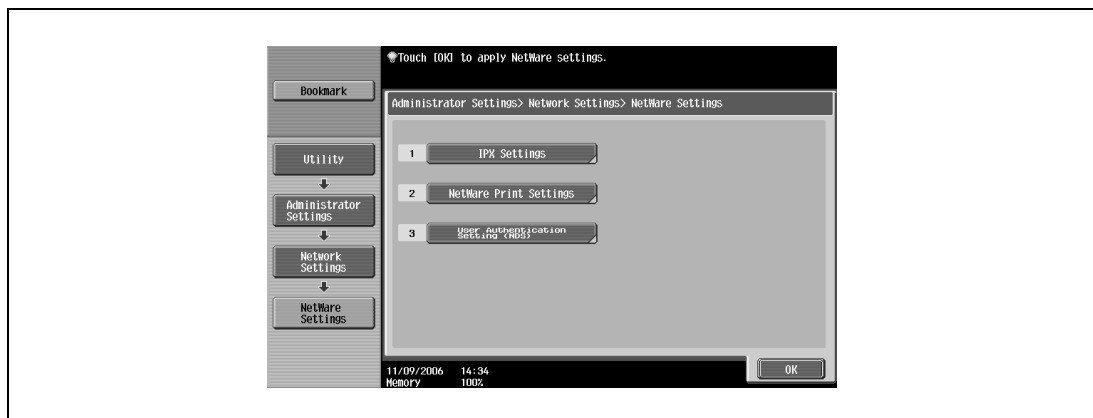 Touch [OK] to apply NetWare settings.
Bookmark
Administrator Settings> Network Settings> NetWare Settings
1 IPX Settings
2 NetWare Print Settings
3 User Authentication
Setting (NDS)
Utility
Administrator
Settings
Network
Settings
NetWare
Settings
11/09/2006 14:34
Memory 100%
OK